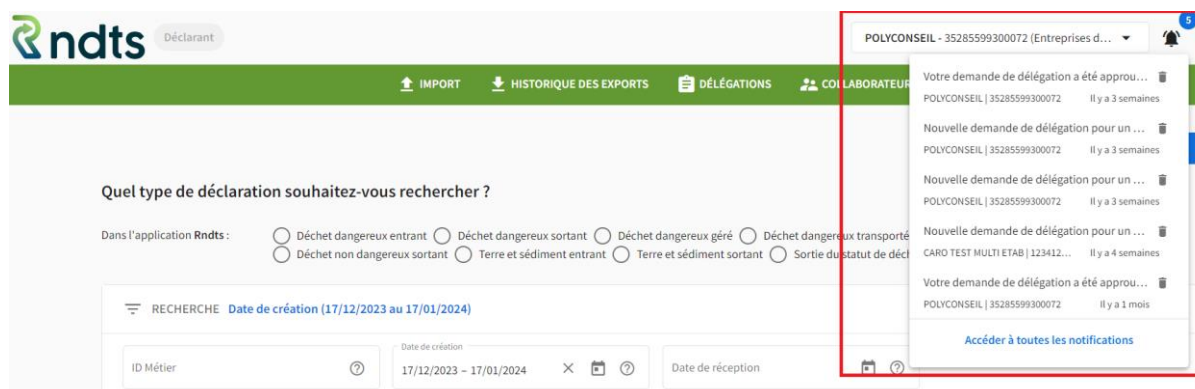 rndts Déclarant POLYCONSEIL - 35285599300072 (Entreprises d... 5
IMPORT HISTORIQUE DES EXPORTS DÉLÉGATIONS COLLABORATEUR
Votre demande de délégation a été approu...
POLYCONSEIL | 35285599300072 Il y a 3 semaines
Nouvelle demande de délégation pour un ...
POLYCONSEIL | 35285599300072 Il y a 3 semaines
Nouvelle demande de délégation pour un ...
POLYCONSEIL | 35285599300072 Il y a 3 semaines
Nouvelle demande de délégation pour un ...
CARO TEST MULTI ETAB | 123412... Il y a 4 semaines
Votre demande de délégation a été approu...
POLYCONSEIL | 35285599300072 Il y a 1 mois
Accéder à toutes les notifications
Quel type de déclaration souhaitez-vous rechercher ?
Dans l'application Rndts : Déchet dangereux entrant Déchet dangereux sortant Déchet dangereux géré Déchet dangereux transporté
Déchet non dangereux sortant Terre et sédiment entrant Terre et sédiment sortant Sortie du statut de déch
RECHERCHE Date de création (17/12/2023 au 17/01/2024)
Date de création
ID Métier 17/12/2023 – 17/01/2024 Date de réception